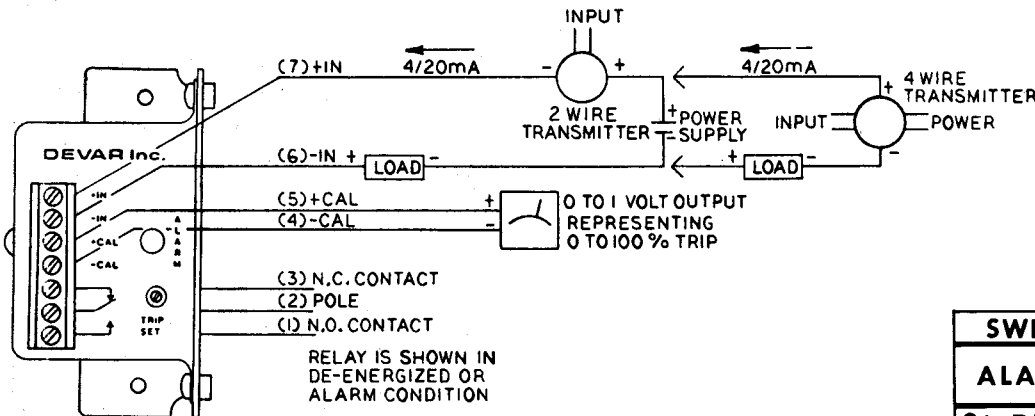 INPUT
(7)+IN
4/20mA
- +
4/20mA
+ 4 WIRE
TRANSMITTER
2 WIRE
TRANSMITTER
+ POWER
SUPPLY
INPUT
POWER
-
DEVAR Inc.
(6)-IN + LOAD -
+ LOAD -
+IN
-IN
+CAL
-CAL
ALARM
(5)+CAL
(4)-CAL
+
-
0 TO 1 VOLT OUTPUT
REPRESENTING
0 TO 100% TRIP
(3) N.C. CONTACT
(2) POLE
(1) N.O. CONTACT
TRIP
SET
RELAY IS SHOWN IN
DE-ENERGIZED OR
ALARM CONDITION
SWI
ALA